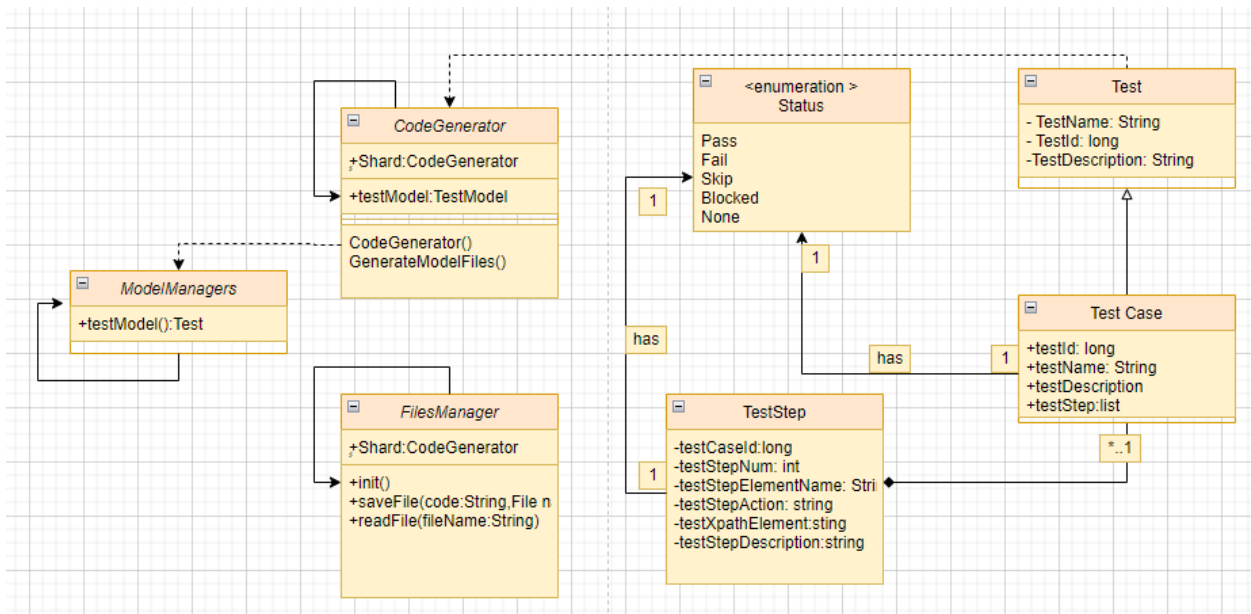 CodeGenerator
+Shard:CodeGenerator
+testModel:TestModel
CodeGenerator()
GenerateModelFiles()
ModelManagers
+testModel():Test
FilesManager
+Shard:CodeGenerator
+init()
+saveFile(code:String,File n
+readFile(fileName:String)
<enumeration >
Status
Pass
Fail
Skip
Blocked
None
1
1
has
has
1
1
TestStep
-testCaseId:long
-testStepNum: int
-testStepElementName: Stri
-testStepAction: string
-testXpathElement:sting
-testStepDescription:string
Test
- TestName: String
- TestId: long
-TestDescription: String
Test Case
+testId: long
+testName: String
+testDescription
+testStep:list
*..1